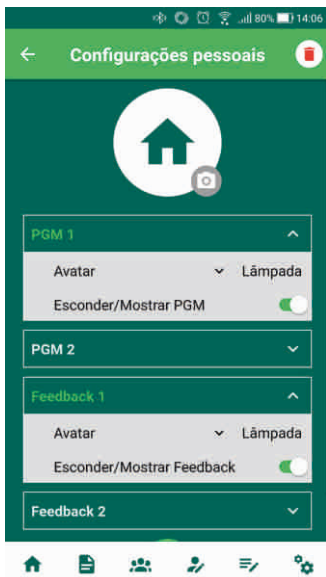 80% 14:06
Configurações pessoais
PGM 1
Avatar Lâmpada
Esconder/Mostrar PGM
PGM 2
Feedback 1
Avatar Lâmpada
Esconder/Mostrar Feedback
Feedback 2